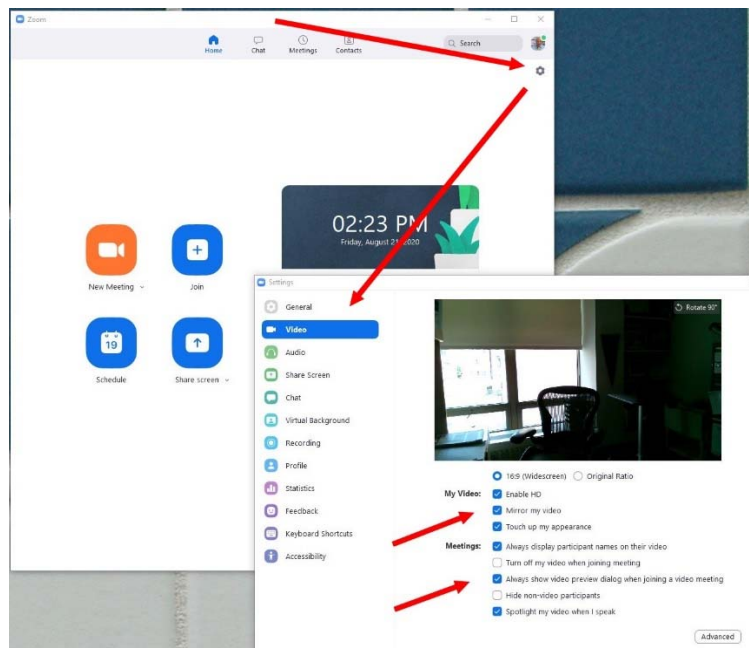 Zoom
Home Chat Meetings Contacts
Search
02:23 PM
Friday, August 21, 2020
New Meeting Join
19
Schedule Share screen
Settings
General
Video
Audio
Share Screen
Chat
Virtual Background
Recording
Profile
Statistics
Feedback
Keyboard Shortcuts
Accessibility
Rotate 90°
16:9 (Widescreen) Original Ratio
My Video: Enable HD
Mirror my video
Touch up my appearance
Meetings: Always display participant names on their video
Turn off my video when joining meeting
Always show video preview dialog when joining a video meeting
Hide non-video participants
Spotlight my video when I speak
Advanced